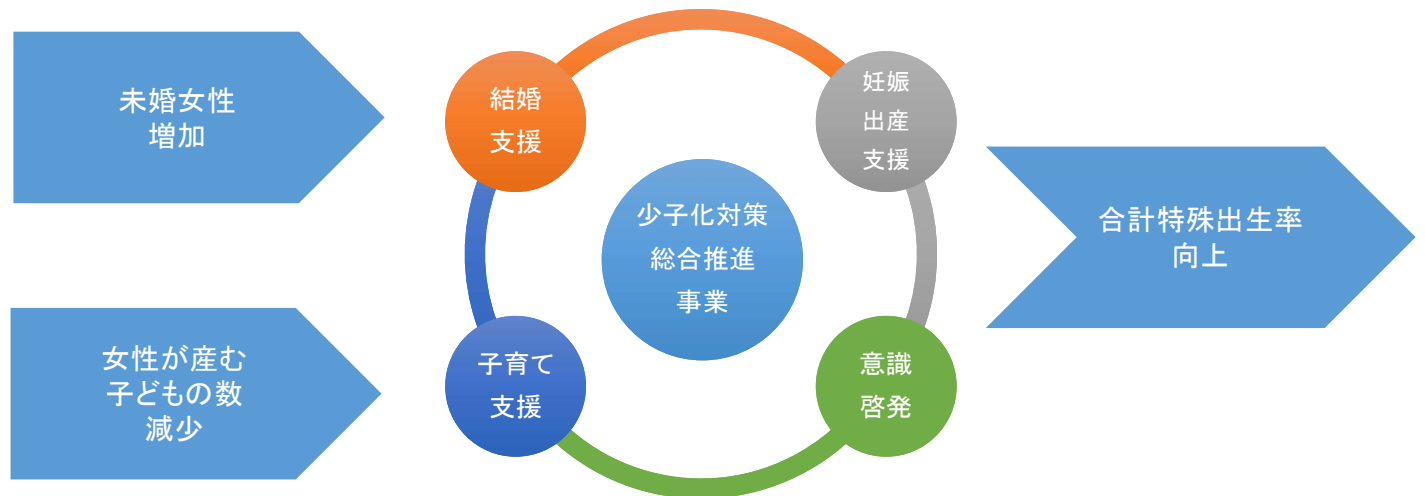 未婚女性
増加
女性が産む
子どもの数
減少
結婚
支援
妊娠
出産
支援
少子化対策
総合推進
事業
子育て
支援
意識
啓発
合計特殊出生率
向上